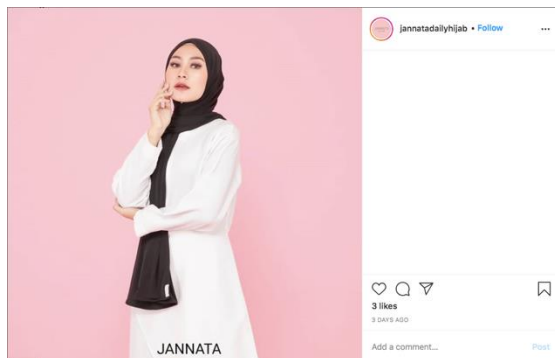 jannatadailyhijab • Follow
JANNATA
3 likes
3 DAYS AGO
Add a comment... Post